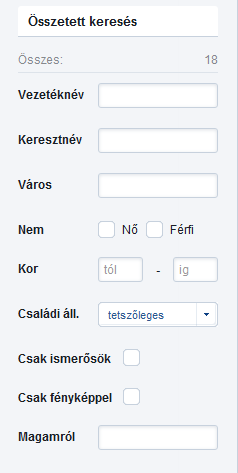 Összetett keresés
Összes: 18
Vezetéknév
Keresztnév
Város
Nem Nő Férfi
Kor tól - ig
Családi áll. tetszőleges
Csak ismerősök
Csak fényképpel
Magamról